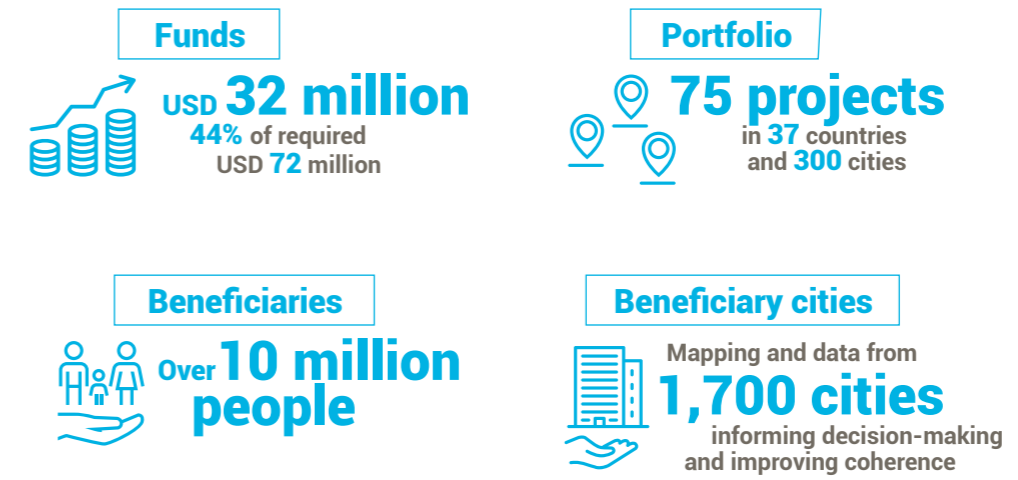 Funds
USD 32 million
44% of required
USD 72 million
Portfolio
75 projects
in 37 countries
and 300 cities
Beneficiaries
Over 10 million
people
Beneficiary cities
Mapping and data from
1,700 cities
informing decision-making
and improving coherence